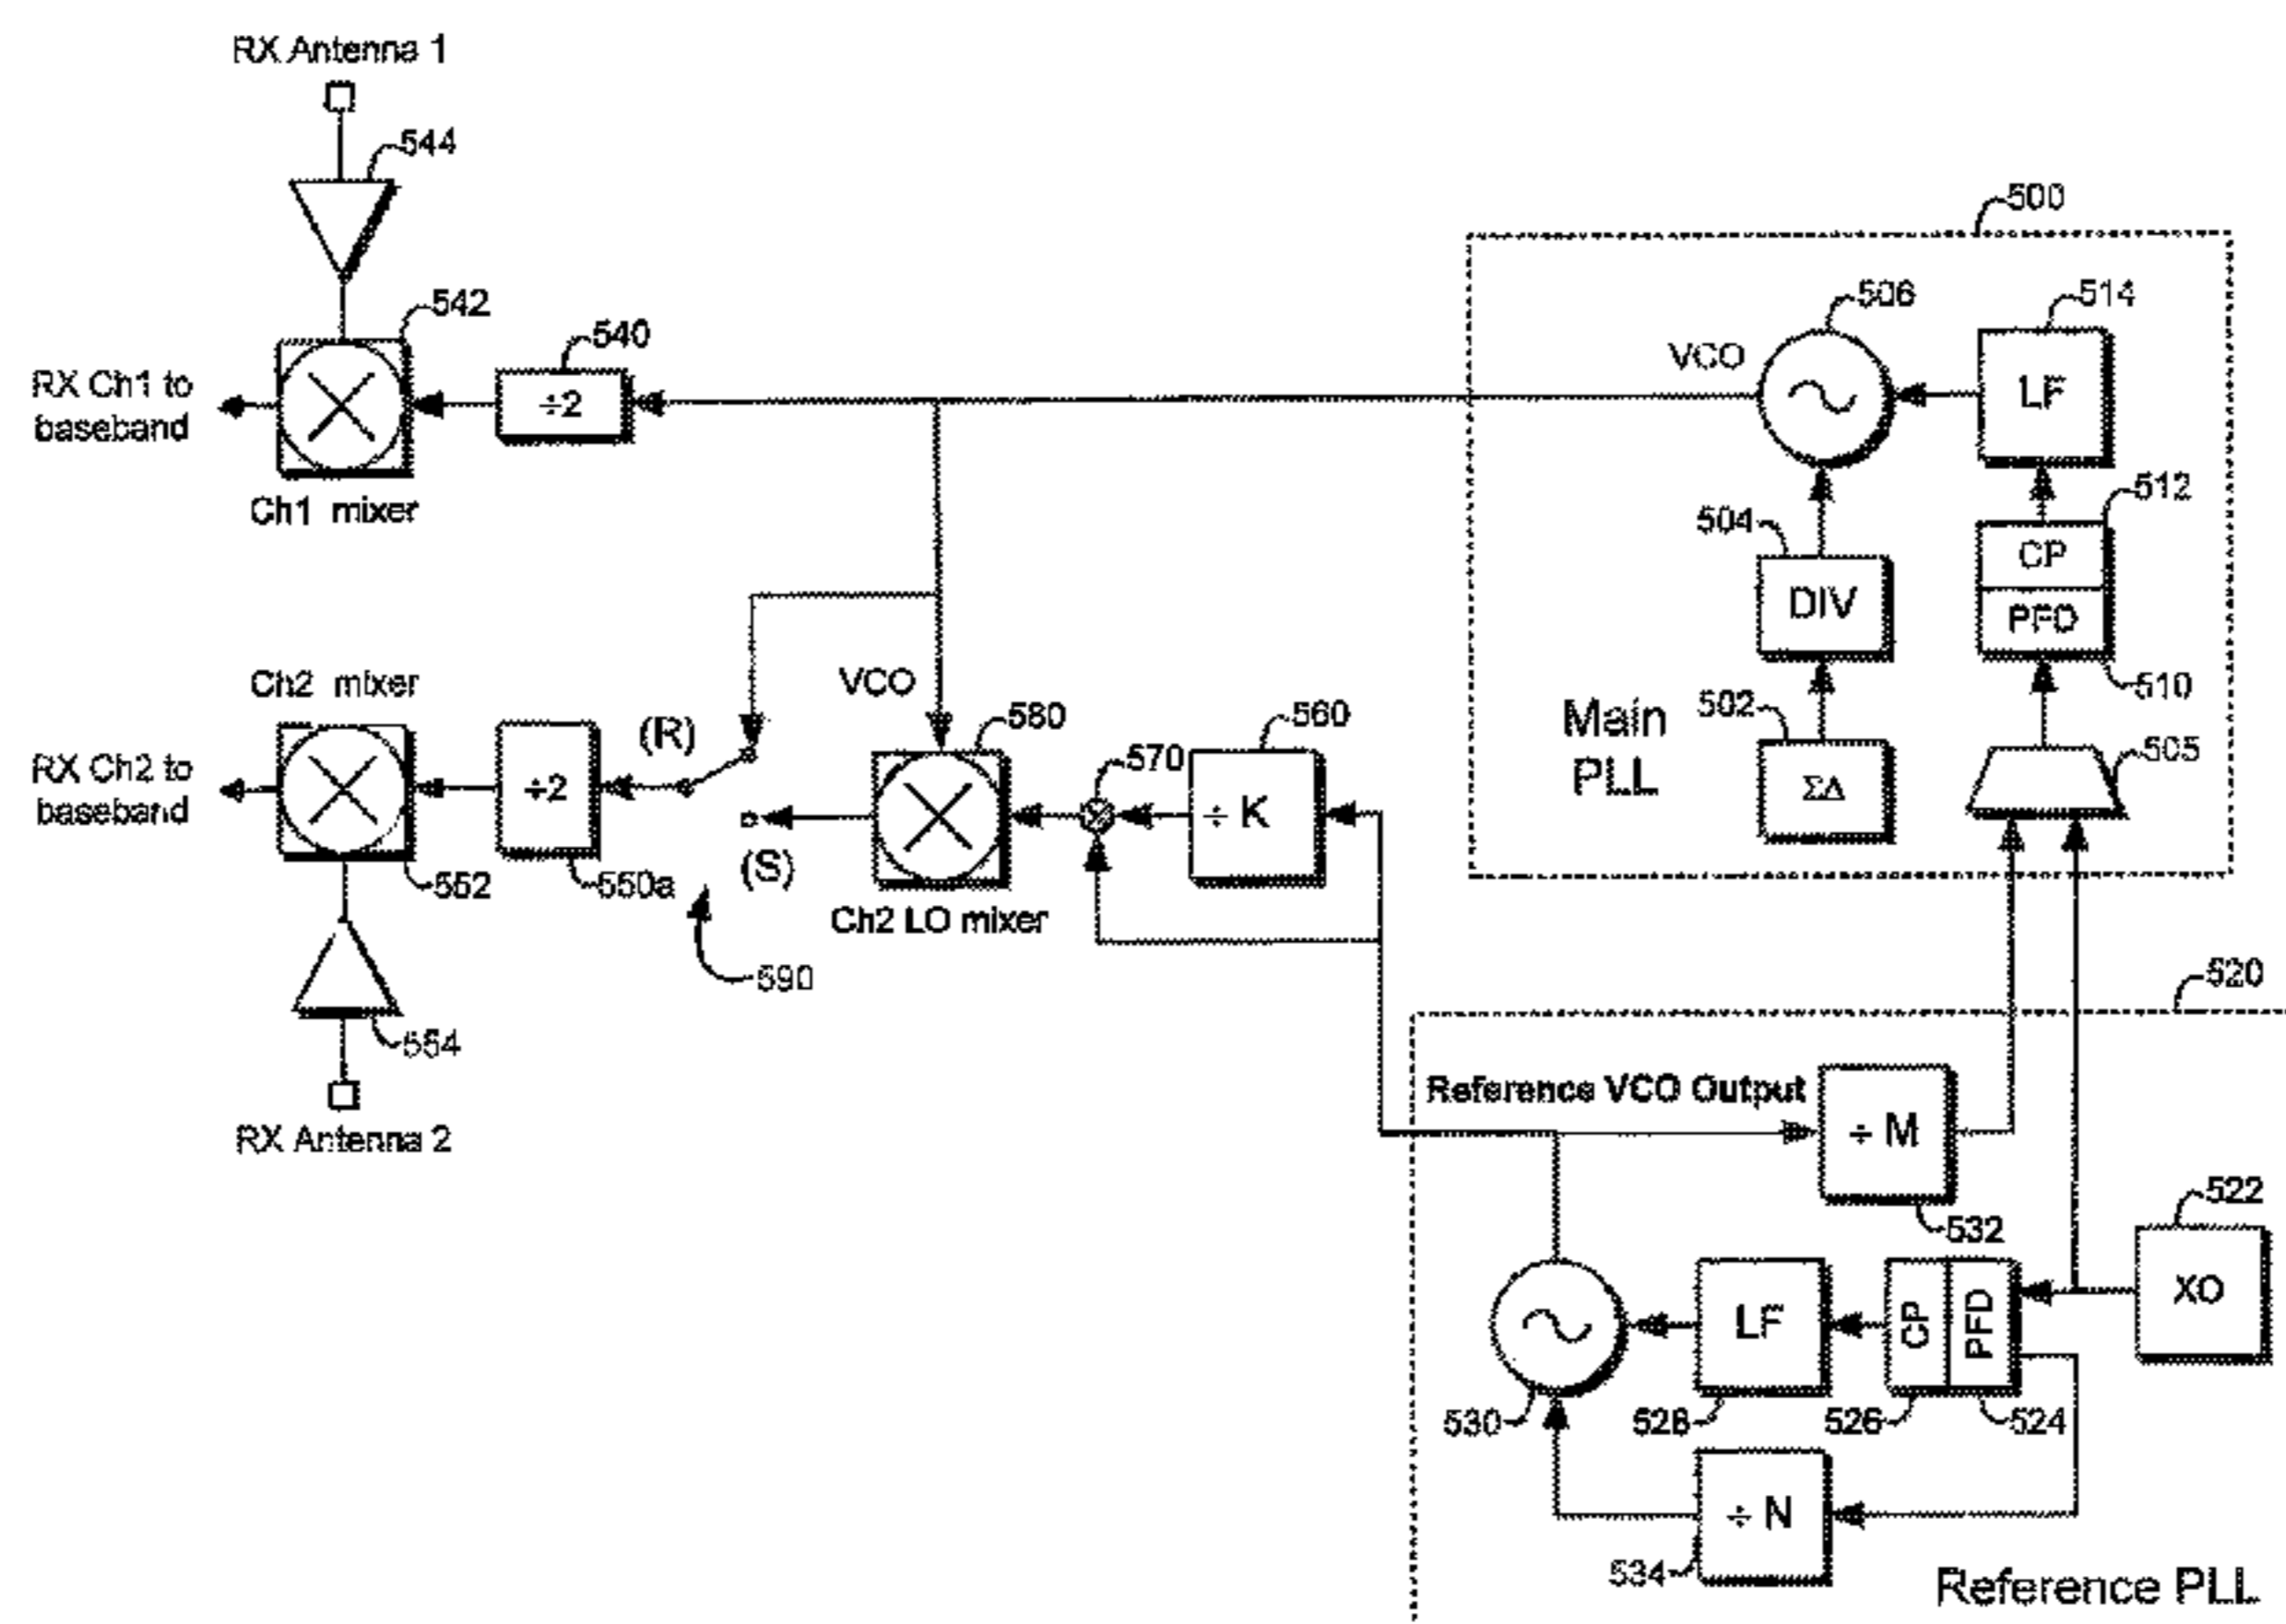 RX Antenna 1
544
500
542
506
514
540
VCO
RX Ch1 to
baseband
÷2
LF
Ch1 mixer
512
504
CP
DIV
PFD
Ch2 mixer
VCO
580
560
Main
PLL
502
510
(R)
570
505
RX Ch2 to
baseband
÷2
÷ K
ΣΔ
(S)
552
550a
Ch2 LO mixer
590
520
554
Reference VCO Output
÷ M
RX Antenna 2
522
532
XO
LF
CP
PFD
530
528
526
524
÷ N
534
Reference PLL